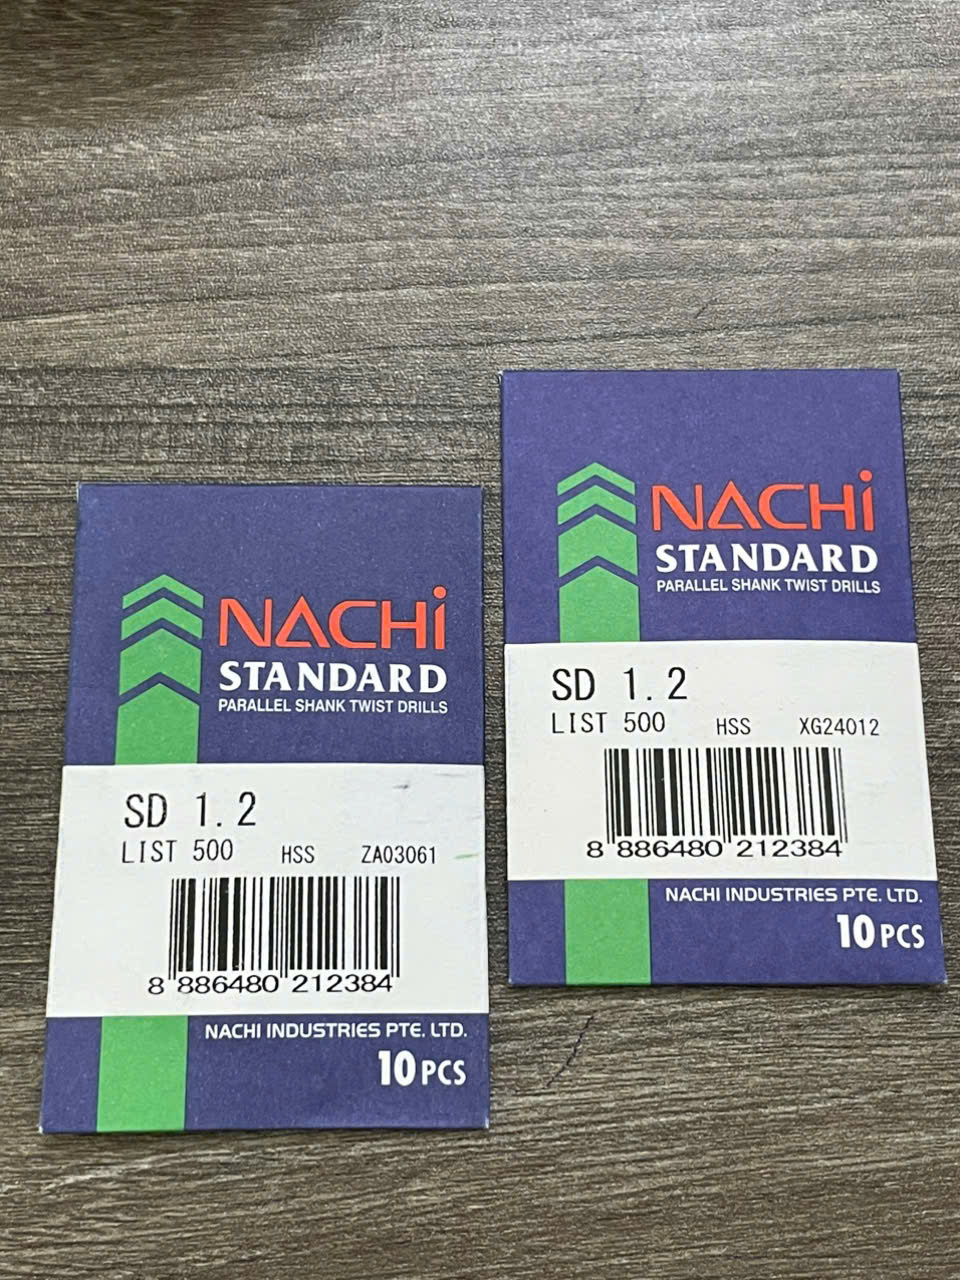 NACHi
STANDARD
PARALLEL SHANK TWIST DRILLS
SD 1.2
LIST 500 HSS ZA03061
8 886480 212384
NACHI INDUSTRIES PTE. LTD.
10 PCS
NACHi
STANDARD
PARALLEL SHANK TWIST DRILLS
SD 1.2
LIST 500 HSS XG24012
8 886480 212384
NACHI INDUSTRIES PTE. LTD.
10 PCS